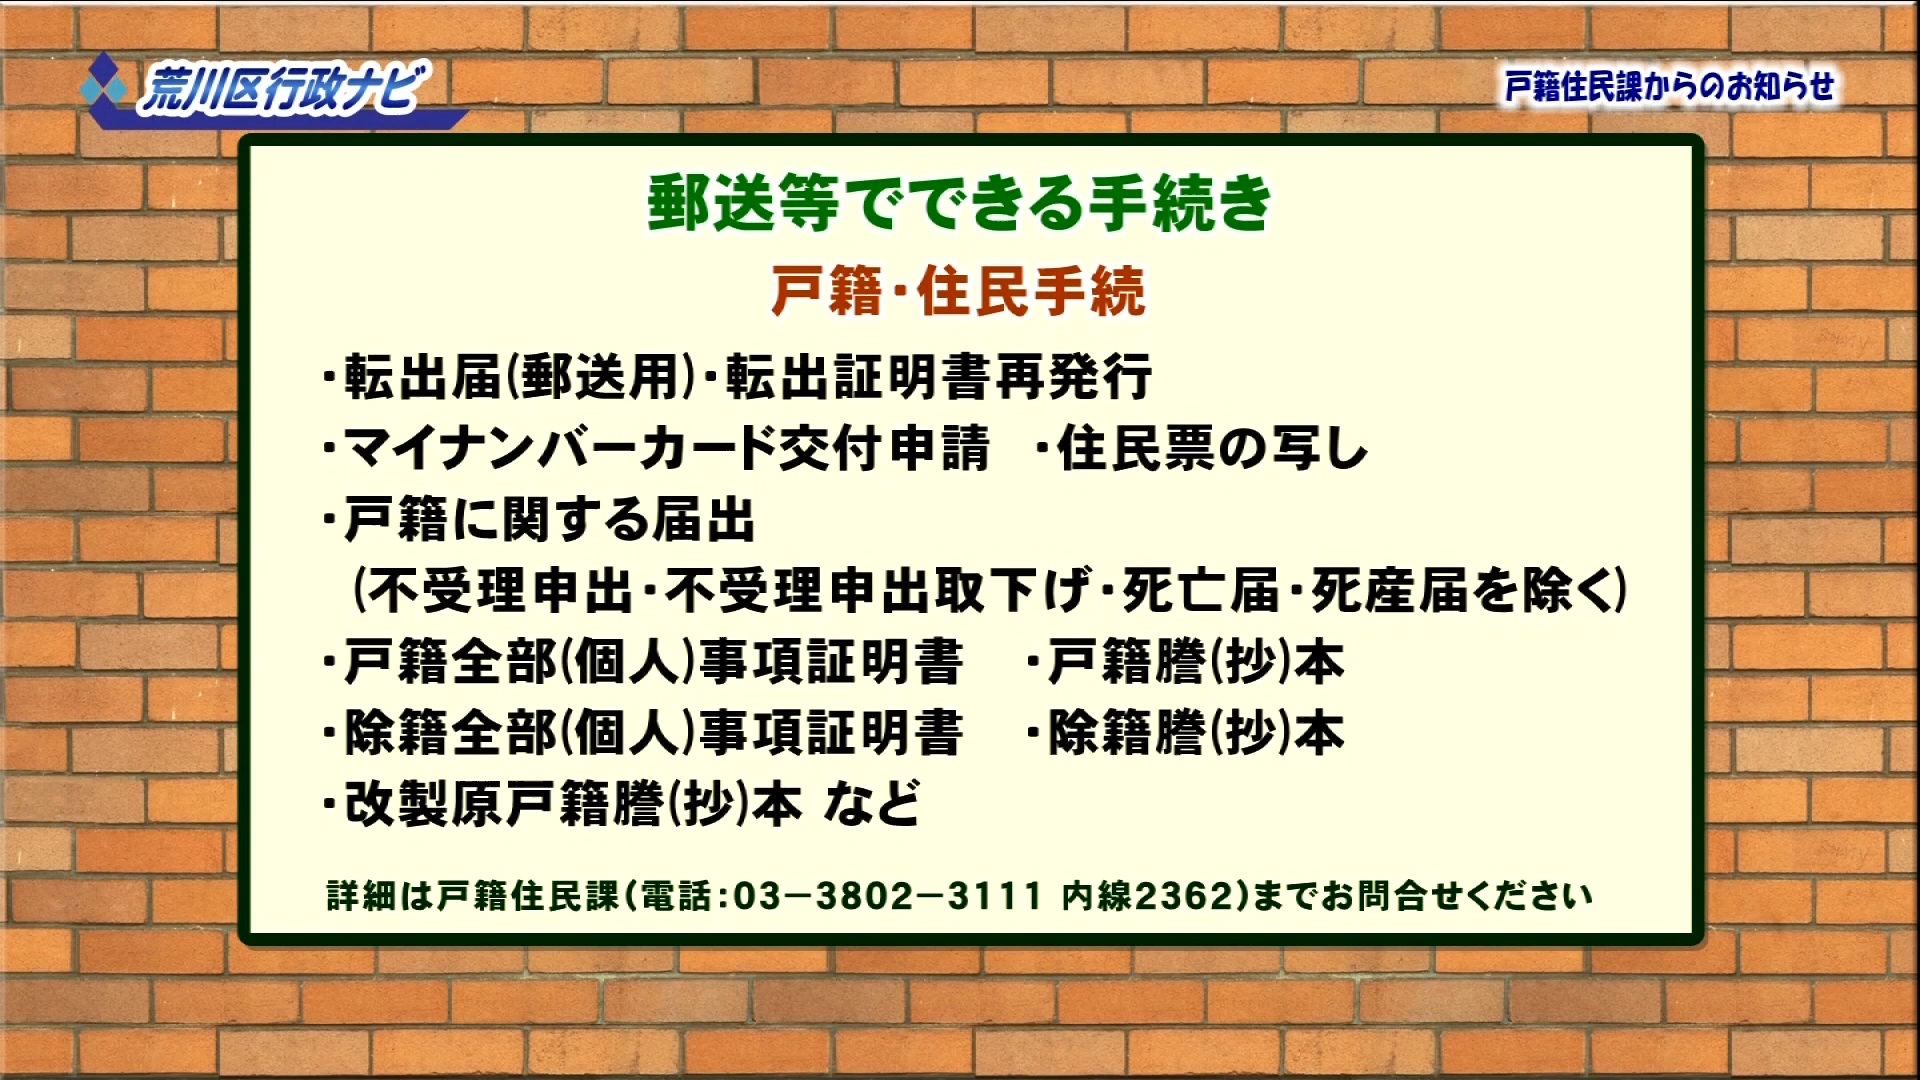 荒川区行政ナビ
戸籍住民課からのお知らせ
郵送等でできる手続き
戸籍・住民手続
・転出届(郵送用)・転出証明書再発行
・マイナンバーカード交付申請　・住民票の写し
・戸籍に関する届出
(不受理申出・不受理申出取下げ・死亡届・死産届を除く)
・戸籍全部(個人)事項証明書　・戸籍謄(抄)本
・除籍全部(個人)事項証明書　・除籍謄(抄)本
・改製原戸籍謄(抄)本 など
詳細は戸籍住民課(電話:03－3802－3111 内線2362)までお問合せください